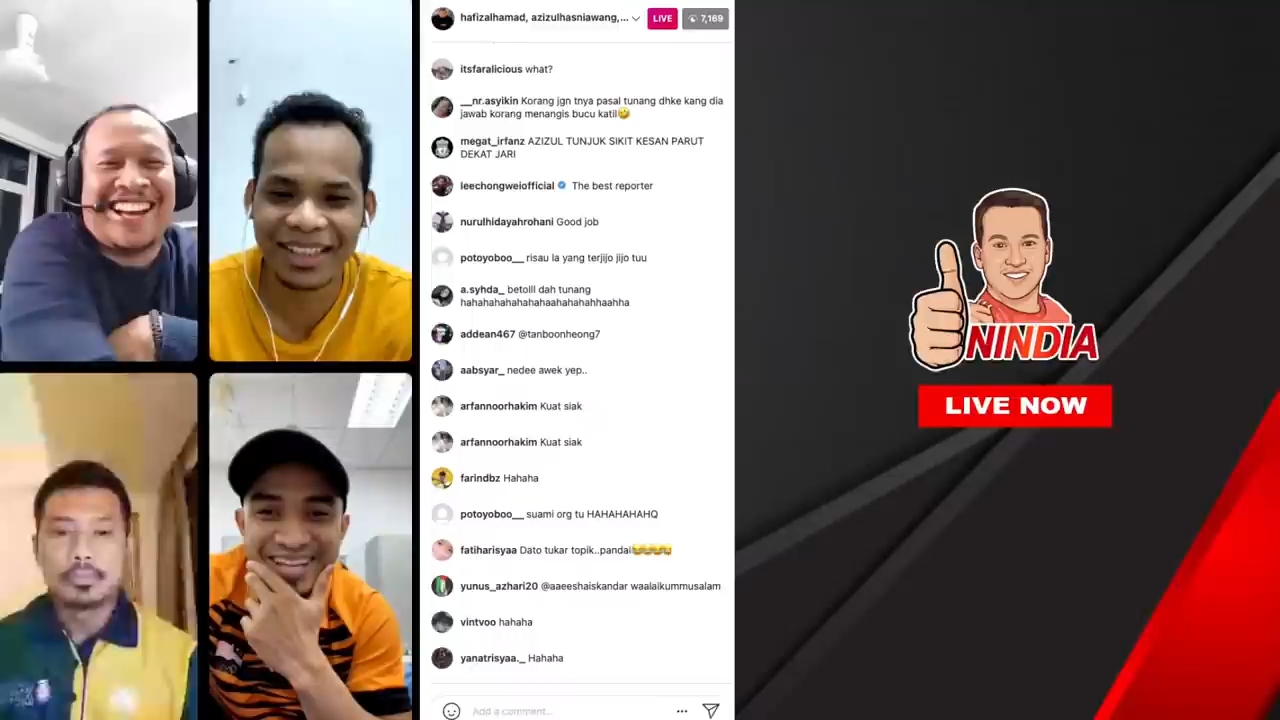 hafizalhamad, azizulhasniawang,...
LIVE
7,169
itsfaralicious what?
__nr.asyikin Korang jgn tnya pasal tunang dhke kang dia
jawab korang menangis bucu katil🤣
megat_irfanz AZIZUL TUNJUK SIKIT KESAN PARUT
DEKAT JARI
leechongweiofficial The best reporter
nurulhidayahrohani Good job
potoyoboo__ risau la yang terjijo jijo tuu
a.syhda_ betolll dah tunang
hahahahahahahahaahahahahhaahha
addean467 @tanboonheong7
aabsyar_ nedee awek yep..
arfannoorhakim Kuat siak
arfannoorhakim Kuat siak
farindbz Hahaha
potoyoboo__ suami org tu HAHAHAHAHQ
fatiharisyaa Dato tukar topik..pandai😂😂😂😂
yunus_azhari20 @aaeeshaiskandar waalaikummusalam
vintvoo hahaha
yanatrisyaa._ Hahaha
Add a comment...
NINDIA
LIVE NOW